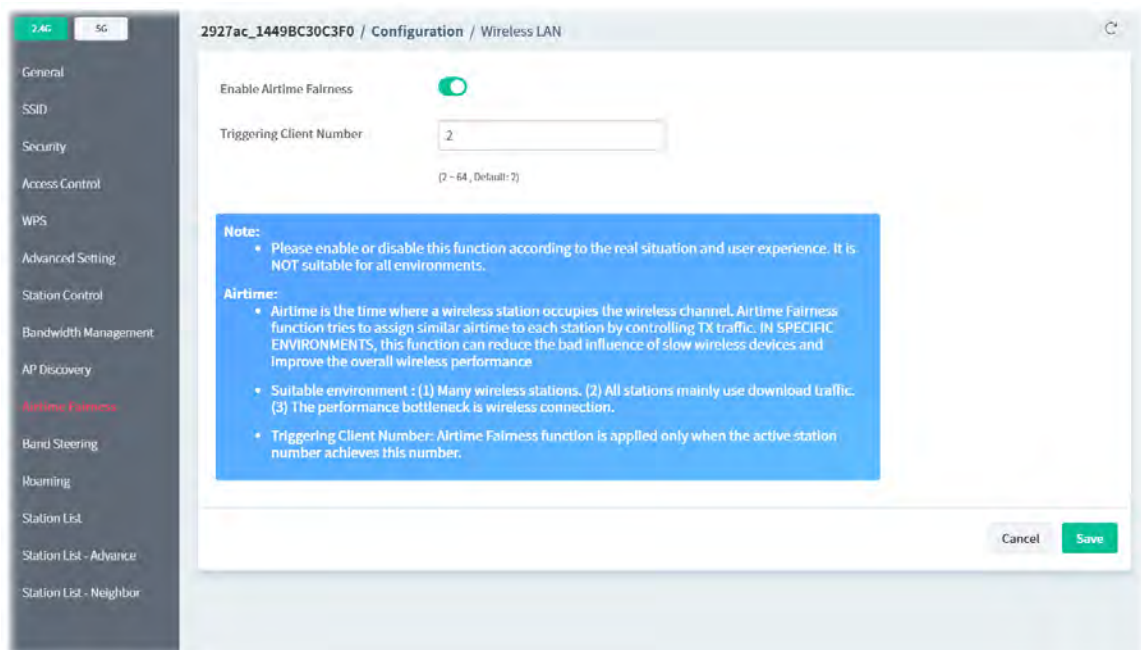 2.4G
5G
2927ac_1449BC30C3F0 / Configuration / Wireless LAN
General
SSID
Security
Access Control
WPS
Advanced Setting
Station Control
Bandwidth Management
AP Discovery
Airtime Fairness
Band Steering
Roaming
Station List
Station List - Advance
Station List - Neighbor
Enable Airtime Fairness
Triggering Client Number
2
(2 ~ 64 , Default: 2)
Note:
• Please enable or disable this function according to the real situation and user experience. It is
NOT suitable for all environments.
Airtime:
• Airtime is the time where a wireless station occupies the wireless channel. Airtime Fairness
function tries to assign similar airtime to each station by controlling TX traffic. IN SPECIFIC
ENVIRONMENTS, this function can reduce the bad influence of slow wireless devices and
improve the overall wireless performance
• Suitable environment : (1) Many wireless stations. (2) All stations mainly use download traffic.
(3) The performance bottleneck is wireless connection.
• Triggering Client Number: Airtime Fairness function is applied only when the active station
number achieves this number.
Cancel
Save